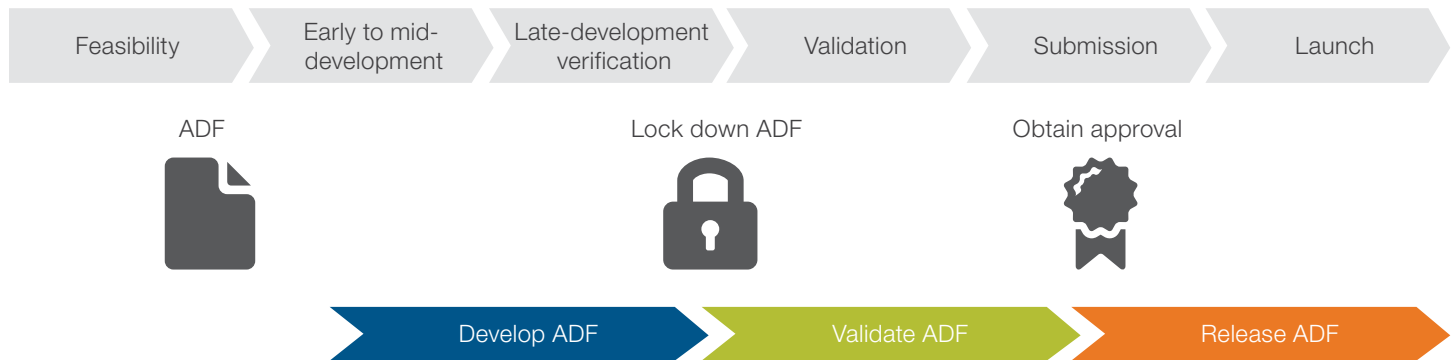 Feasibility
Early to mid-
development
Late-development
verification
Validation
Submission
Launch
ADF
Lock down ADF
Obtain approval
Develop ADF
Validate ADF
Release ADF